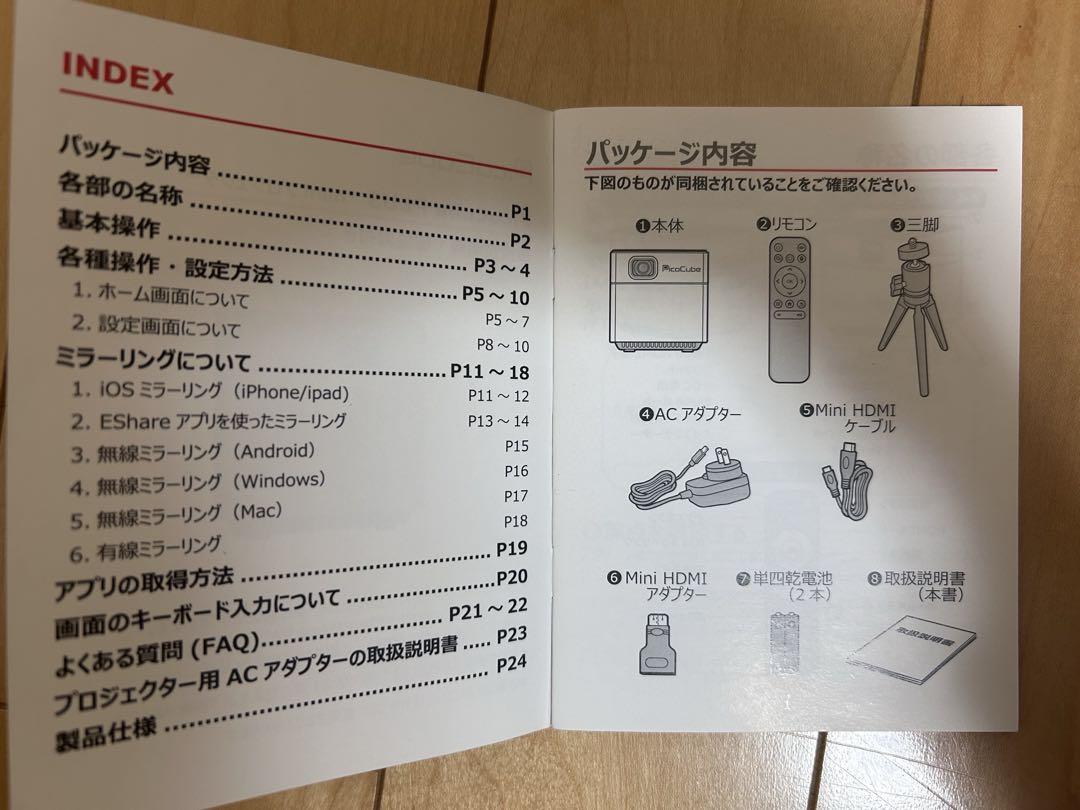 INDEX
パッケージ内容 ............ P1
各部の名称 ............ P2
基本操作 ............ P3～4
各種操作・設定方法 ............ P5～10
1. ホーム画面について P5～7
2. 設定画面について P8～10
ミラーリングについて ............ P11～18
1. iOS ミラーリング（iPhone/ipad) P11～12
2. EShare アプリを使ったミラーリング P13～14
3. 無線ミラーリング（Android） P15
4. 無線ミラーリング（Windows） P16
5. 無線ミラーリング（Mac） P17
6. 有線ミラーリング P18
アプリの取得方法 ............ P19
画面のキーボード入力について ............ P20
よくある質問 (FAQ)............ P21～22
プロジェクター用 AC アダプターの取扱説明書 ..... P23
製品仕様 ............ P24
パッケージ内容
下図のものが同梱されていることをご確認ください。
❶本体
❷リモコン
❸三脚
PicoCube
OK
❹AC アダプター
❺Mini HDMI
ケーブル
❻Mini HDMI
アダプター
❼単四乾電池
（2本）
❽取扱説明書
（本書）
取扱説明書
1